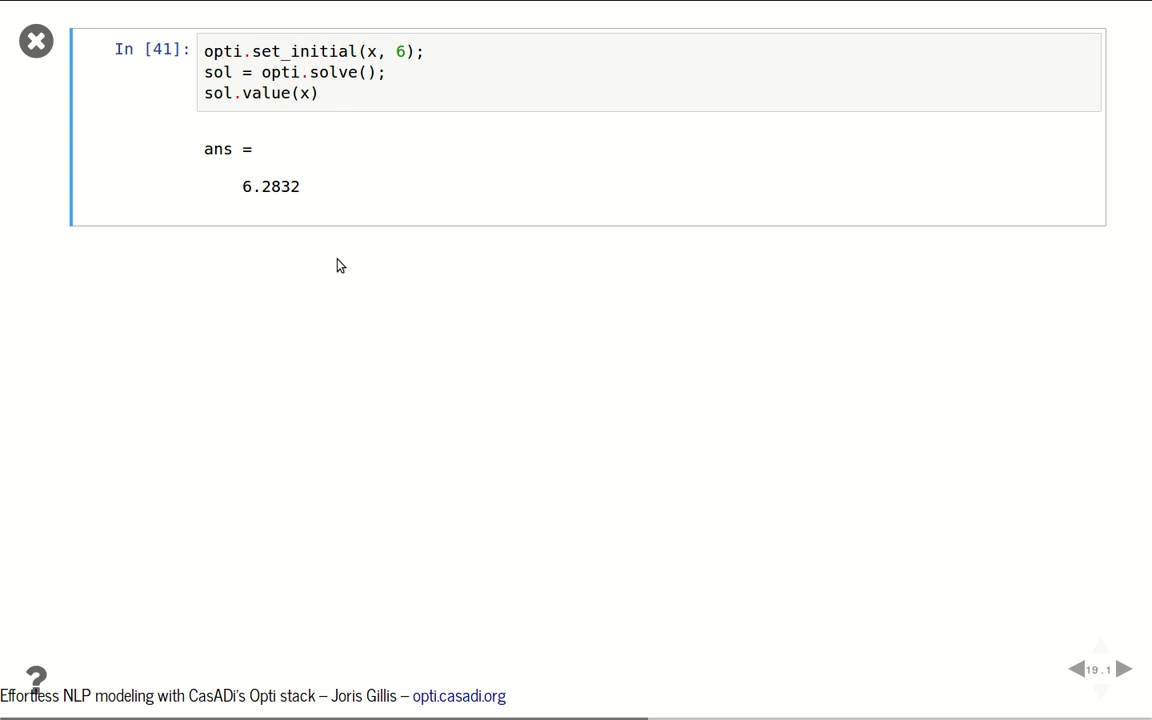 In [41]:
opti.set_initial(x, 6);
sol = opti.solve();
sol.value(x)
ans =
6.2832
?
19.1
Effortless NLP modeling with CasADi's Opti stack – Joris Gillis – opti.casadi.org